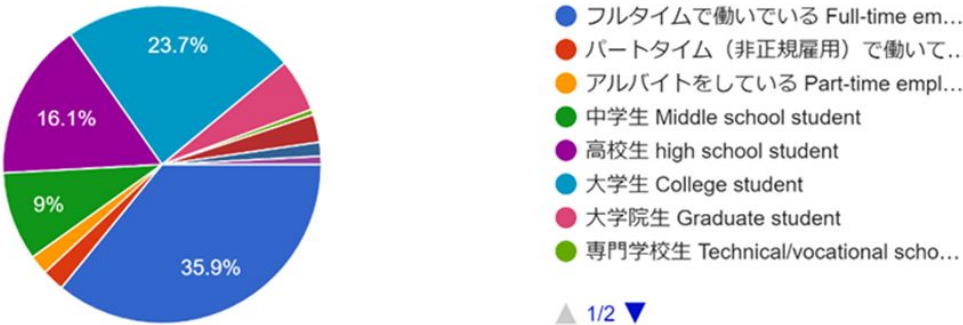 23.7%
16.1%
9%
35.9%
フルタイムで働いでいる Full-time em...
パートタイム（非正規雇用）で働いて...
アルバイトをしている Part-time empl...
中学生 Middle school student
高校生 high school student
大学生 College student
大学院生 Graduate student
専門学校生 Technical/vocational scho...
1/2